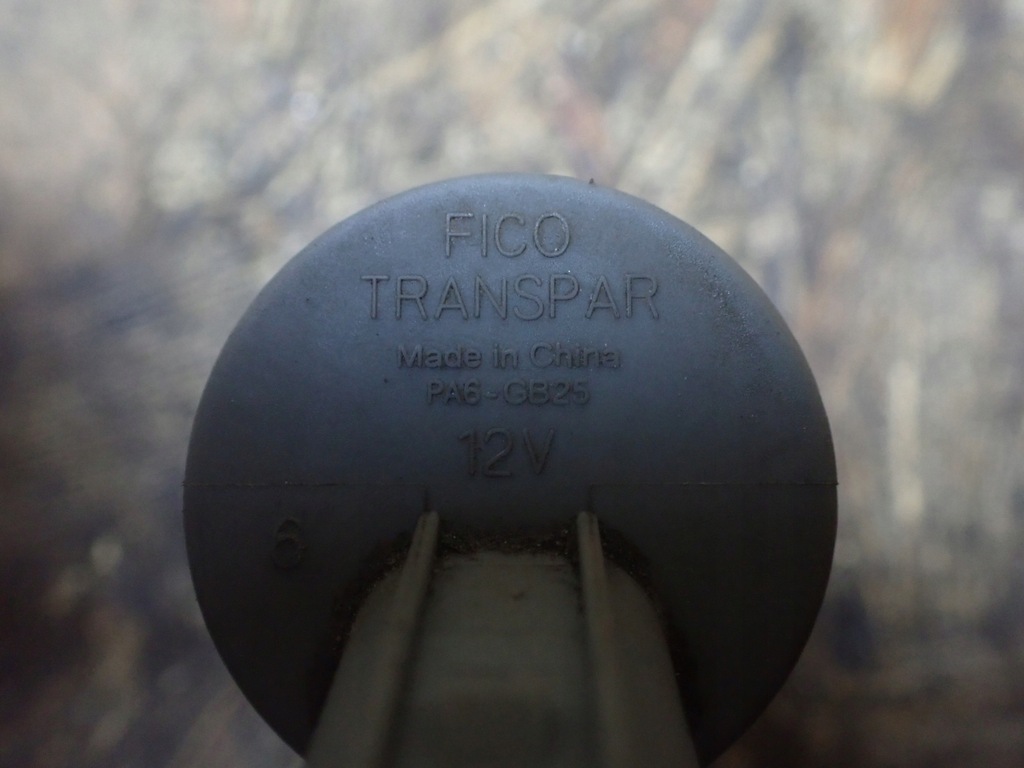 FICO
TRANSPAR
Made in China
PA6-GB25
12V
6